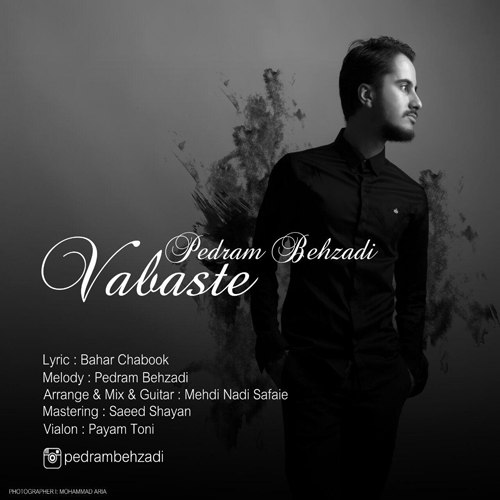 Pedram Behzadi
Vabaste
Lyric : Bahar Chabook
Melody : Pedram Behzadi
Arrange & Mix & Guitar : Mehdi Nadi Safaie
Mastering : Saeed Shayan
Vialon : Payam Toni
pedrambehzadi
PHOTOGRAPHER I: MOHAMMAD ARIA